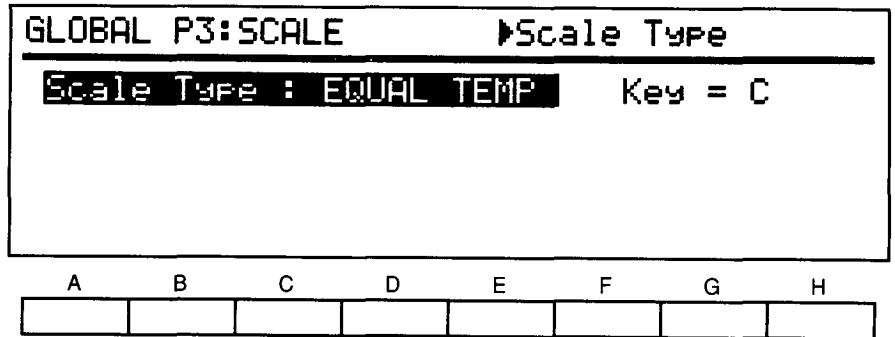 GLOBAL P3:SCALE ▶Scale Type
Scale Type : EQUAL TEMP Key = C
A B C D E F G H